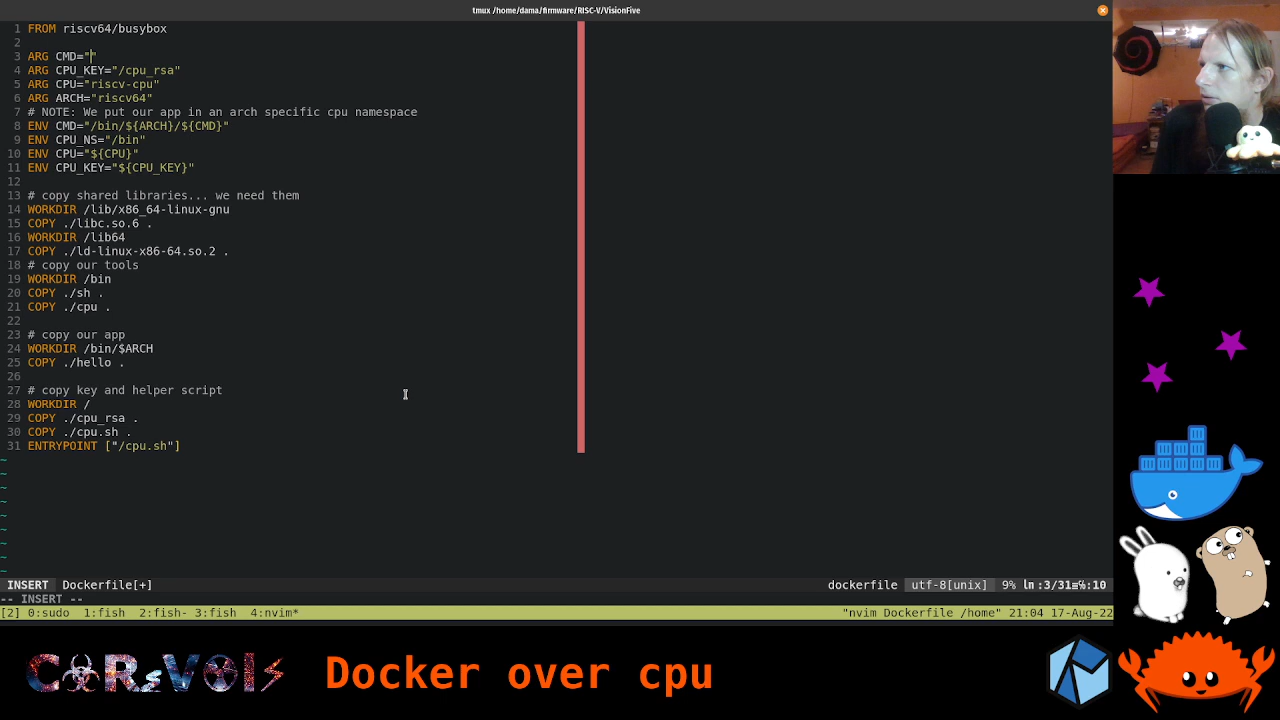 tmux /home/dama/firmware/RISC-V/VisionFive
1 FROM riscv64/busybox
2
3 ARG CMD=""
4 ARG CPU_KEY="/cpu_rsa"
5 ARG CPU="riscv-cpu"
6 ARG ARCH="riscv64"
7 # NOTE: We put our app in an arch specific cpu namespace
8 ENV CMD="/bin/${ARCH}/${CMD}"
9 ENV CPU_NS="/bin"
10 ENV CPU="${CPU}"
11 ENV CPU_KEY="${CPU_KEY}"
12
13 # copy shared libraries... we need them
14 WORKDIR /lib/x86_64-linux-gnu
15 COPY ./libc.so.6 .
16 WORKDIR /lib64
17 COPY ./ld-linux-x86-64.so.2 .
18 # copy our tools
19 WORKDIR /bin
20 COPY ./sh .
21 COPY ./cpu .
22
23 # copy our app
24 WORKDIR /bin/$ARCH
25 COPY ./hello .
26
27 # copy key and helper script
28 WORKDIR /
29 COPY ./cpu_rsa .
30 COPY ./cpu.sh .
31 ENTRYPOINT ["/cpu.sh"]
~
~
~
~
~
~
~
~
~
INSERT Dockerfile[+] dockerfile utf-8[unix] 9% ln:3/31≡%:10
-- INSERT --
[2] 0:sudo 1:fish 2:fish- 3:fish 4:nvim* "nvim Dockerfile /home" 21:04 17-Aug-22
Docker over cpu